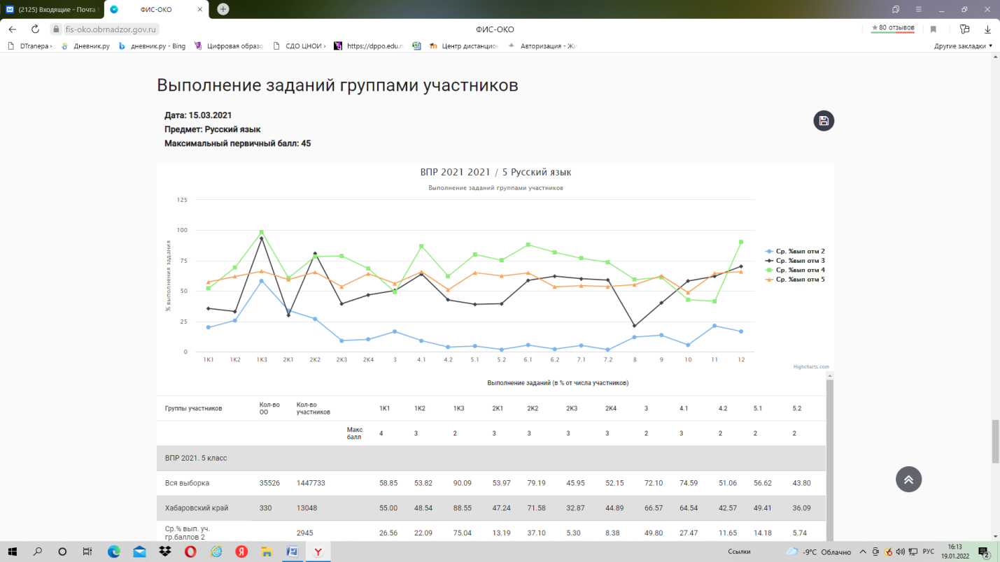 (2125) Входящие - Почта
ФИС-ОКО
fis-oko.obrnadzor.gov.ru
ФИС-ОКО
★ 80 отзывов
DTranepa ›
Дневник.ру
дневник.ру - Bing
Цифровая образо
СДО ЦНОИ ›
https://dppo.edu.ru
Центр дистанцион
Авторизация - Жи
Другие закладки
Выполнение заданий группами участников
Дата: 15.03.2021
Предмет: Русский язык
Максимальный первичный балл: 45
ВПР 2021 2021 / 5 Русский язык
Выполнение заданий группами участников
% выполнения задания
125
100
75
50
25
0
1К1 1К2 1К3 2К1 2К2 2К3 2К4 3 4.1 4.2 5.1 5.2 6.1 6.2 7.1 7.2 8 9 10 11 12
Ср. %вып отм 2
Ср. %вып отм 3
Ср. %вып отм 4
Ср. %вып отм 5
Highcharts.com
Выполнение заданий (в % от числа участников)
Группы участников Кол-во ОО Кол-во участников 1К1 1К2 1К3 2К1 2К2 2К3 2К4 3 4.1 4.2 5.1 5.2
Макс балл 4 3 2 3 3 3 3 2 3 2 2 2
ВПР 2021. 5 класс
Вся выборка 35526 1447733 58.85 53.82 90.09 53.97 79.19 45.95 52.15 72.10 74.59 51.06 56.62 43.80
Хабаровский край 330 13048 55.00 48.54 88.55 47.24 71.58 32.87 44.89 66.57 64.54 42.57 49.41 36.09
Ср.% вып. уч. гр.баллов 2 2945 26.56 22.09 75.04 13.19 37.10 5.30 8.38 49.80 27.47 11.65 14.18 5.74
Ссылки
-9°C Облачно
РУС
16:13
19.01.2022
2